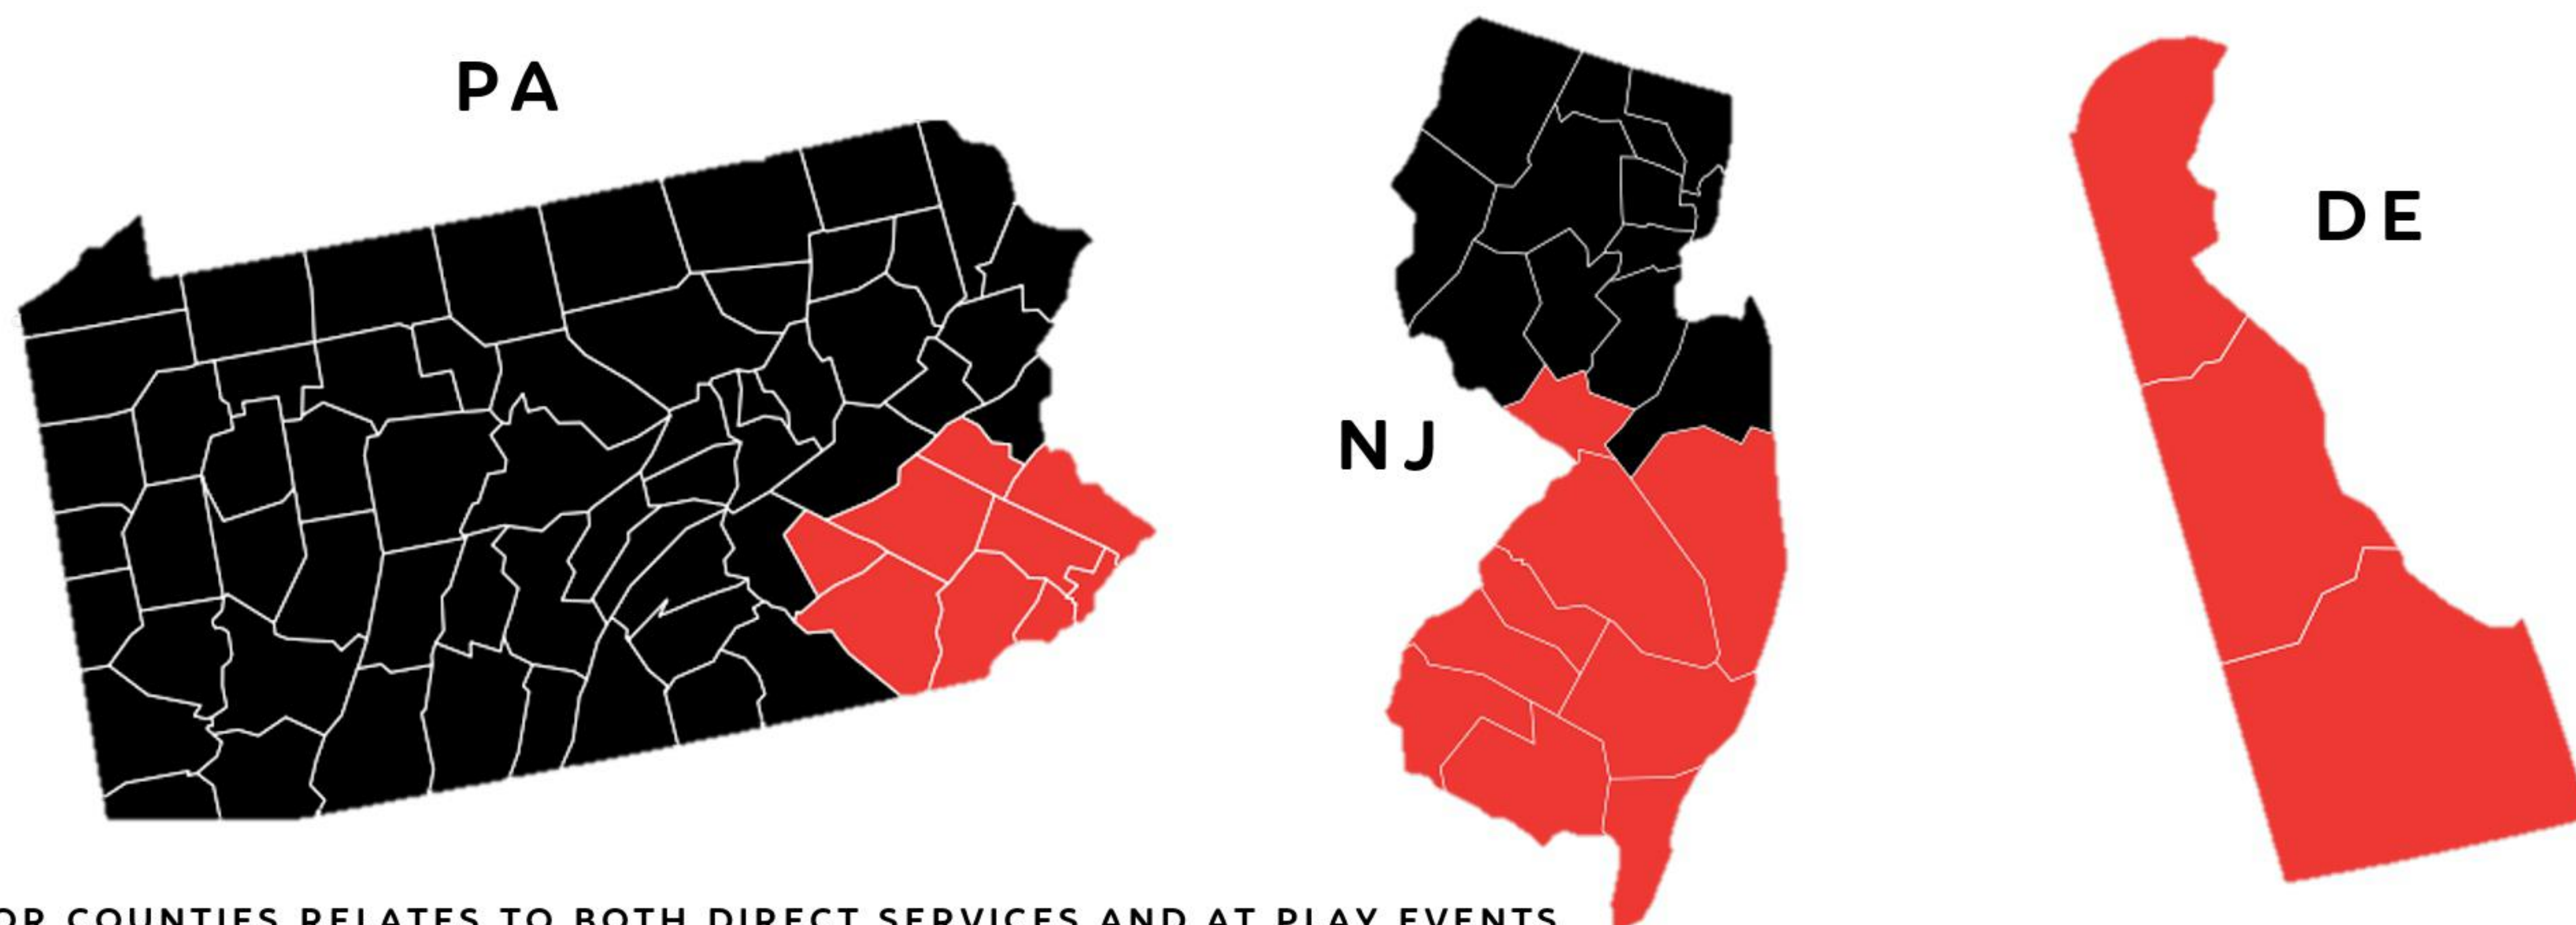 PA
NJ
DE
COUNTIES RELATES TO BOTH DIRECT SERVICES AND AT PLAY EVENTS